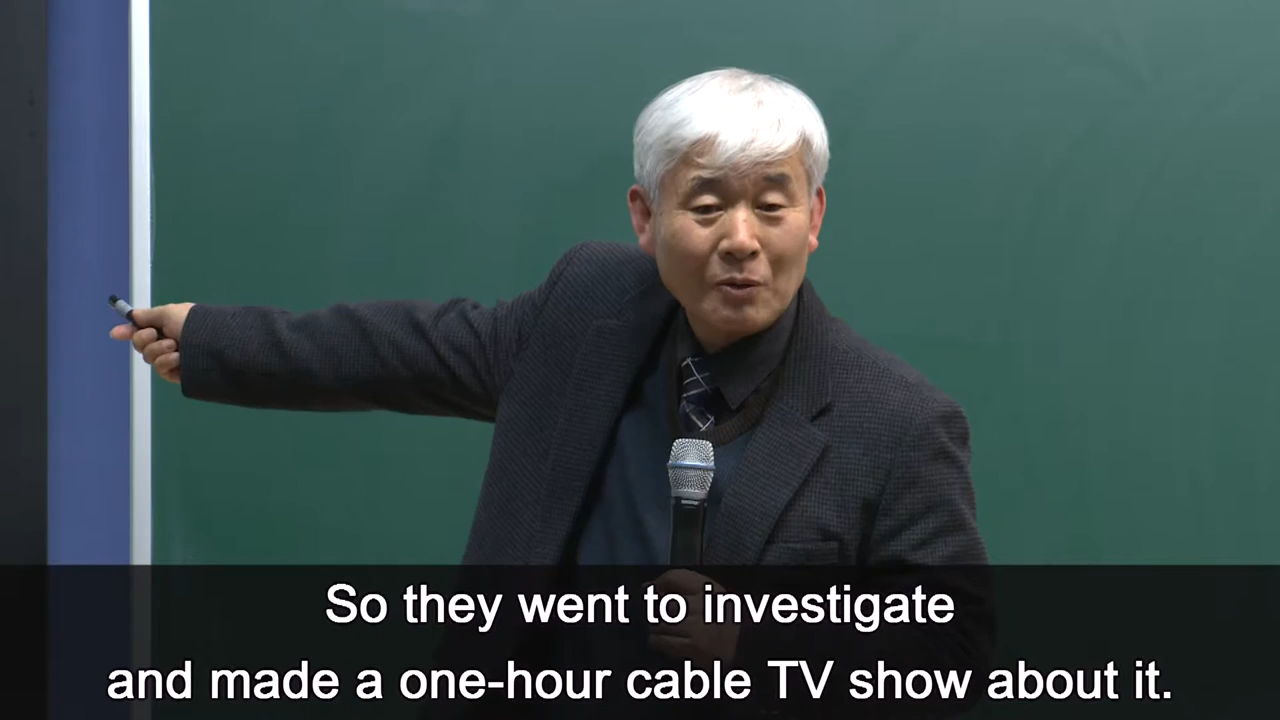 So they went to investigate
and made a one-hour cable TV show about it.